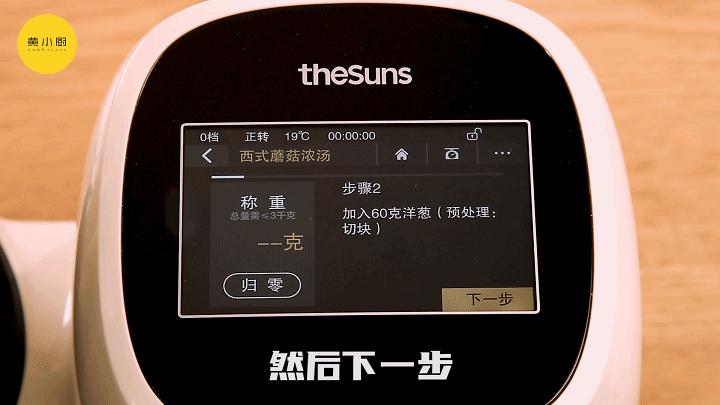 黄小厨
theSuns
0档 正转 19℃ 00:00:00
西式蘑菇浓汤
称重
总量需≤3千克
--克
归零
步骤2
加入60克洋葱（预处理：
切块）
下一步
然后下一步